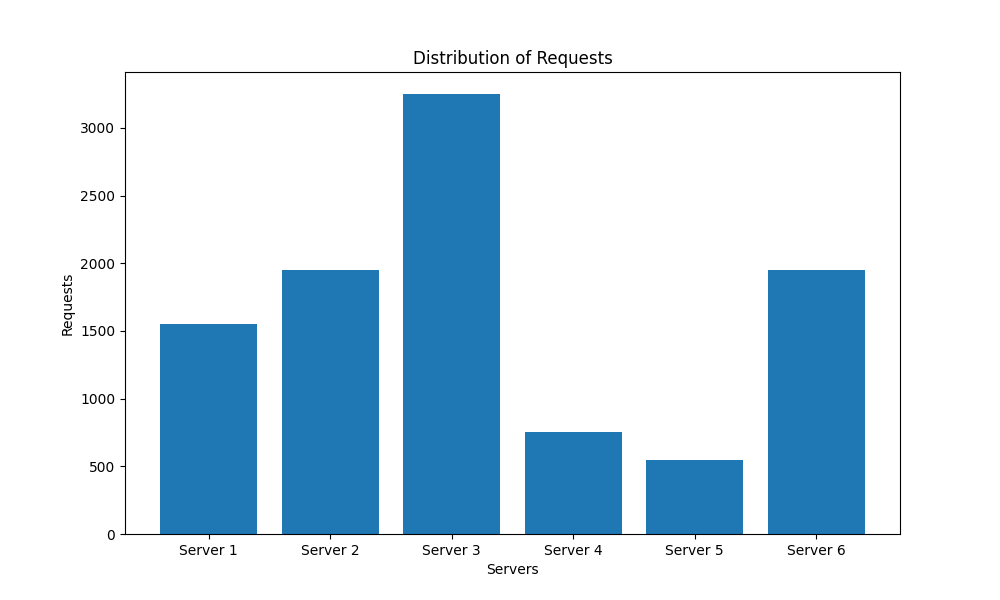 Distribution of Requests
Requests
3000
2500
2000
1500
1000
500
0
Server 1 Server 2 Server 3 Server 4 Server 5 Server 6
Servers